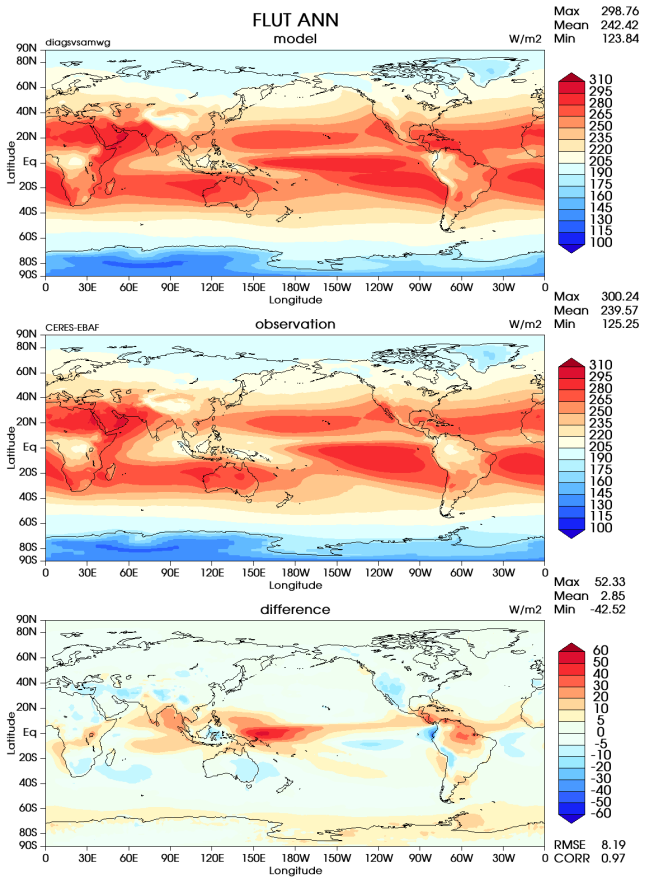 FLUT ANN
Max 298.76
Mean 242.42
Min 123.84
diagsvsamwg model W/m2
90N
80N
60N
40N
20N
Eq
20S
40S
60S
80S
90S
Latitude
0 30E 60E 90E 120E 150E 180W 150W 120W 90W 60W 30W 0
Longitude
310
295
280
265
250
235
220
205
190
175
160
145
130
115
100
Max 300.24
Mean 239.57
Min 125.25
CERES-EBAF observation W/m2
90N
80N
60N
40N
20N
Eq
20S
40S
60S
80S
90S
Latitude
0 30E 60E 90E 120E 150E 180W 150W 120W 90W 60W 30W 0
Longitude
310
295
280
265
250
235
220
205
190
175
160
145
130
115
100
Max 52.33
Mean 2.85
Min -42.52
difference W/m2
90N
80N
60N
40N
20N
Eq
20S
40S
60S
80S
90S
Latitude
0 30E 60E 90E 120E 150E 180W 150W 120W 90W 60W 30W 0
Longitude
60
50
40
30
20
10
5
0
-5
-10
-20
-30
-40
-50
-60
RMSE 8.19
CORR 0.97